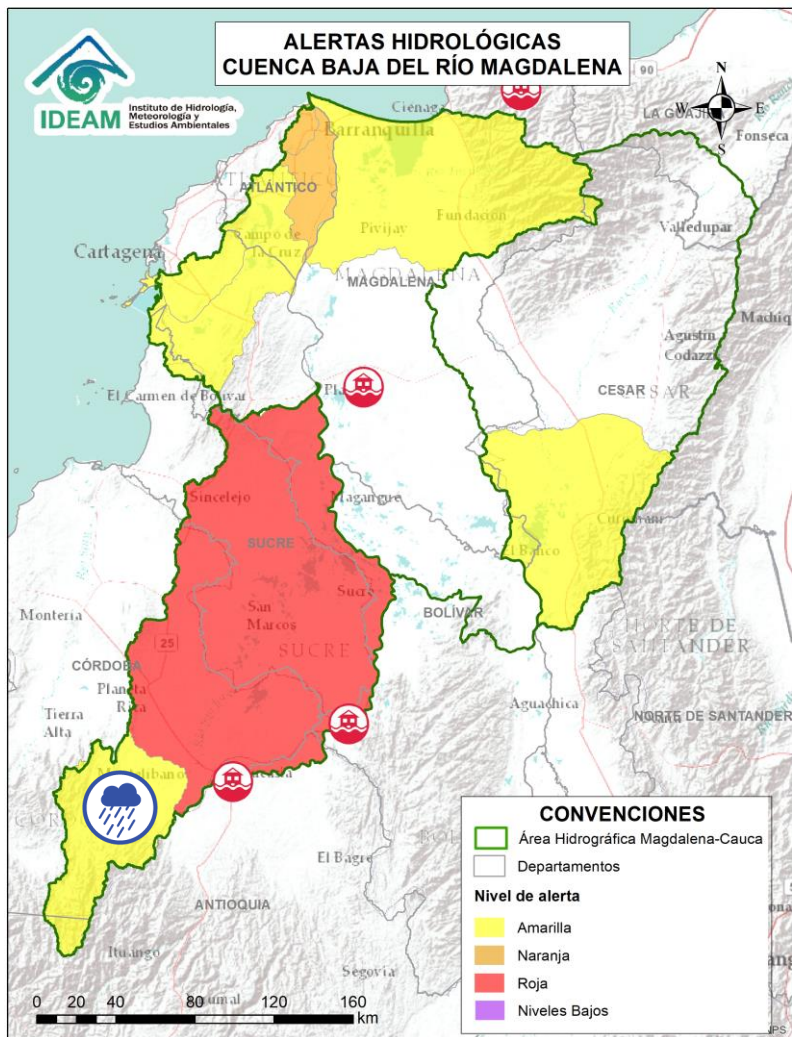 ALERTAS HIDROLÓGICAS
CUENCA BAJA DEL RÍO MAGDALENA
IDEAM
Instituto de Hidrología,
Meteorología y
Estudios Ambientales
N
W
E
S
90
Ciénaga
LA GUAJIRA
Fonseca
Barranquilla
ATLÁNTICO
Valledupar
Pivijay
Fundación
Campo de
la Cruz
Cartagena
MAGDALENA
MAGDALENA
Agustín
Codazzi
CESAR
El Carmen de Bolívar
Sincelejo
Magangué
Curumaní
SUCRE
El Banco
Sucre
San
Marcos
BOLÍVAR
Montería
NORTE DE
SANTANDER
SUCRE
25
CÓRDOBA
Planeta
Rica
Aguachica
NORTE DE SANTANDER
Tierra
Alta
Montelíbano
El Bagre
ANTIOQUIA
Ituango
Segovia
CONVENCIONES
Área Hidrográfica Magdalena-Cauca
Departamentos
Nivel de alerta
Amarilla
Naranja
Roja
Niveles Bajos
0 20 40 80 120 160
km